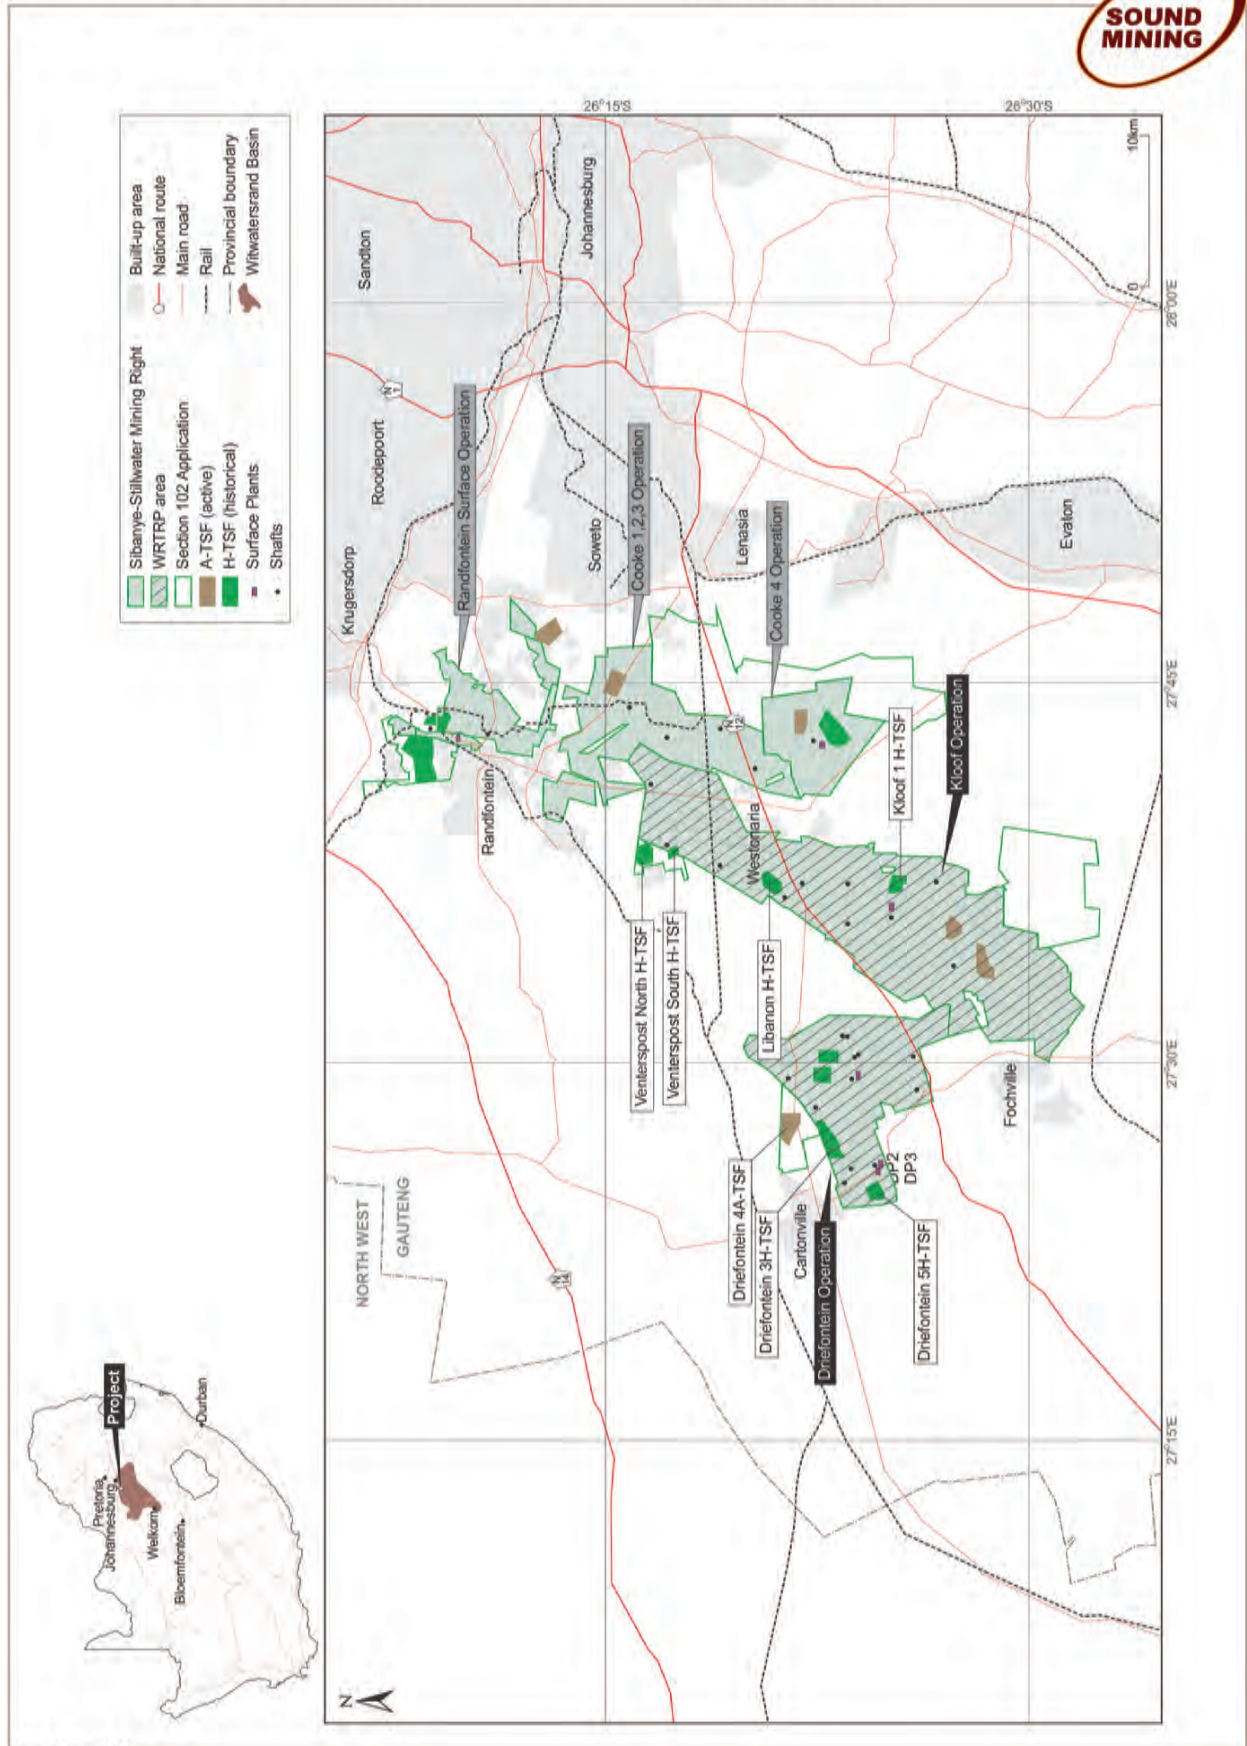 SOUND
MINING
Sibanye-Stillwater Mining Right
WRTRP area
Section 102 Application
A-TSF (active)
H-TSF (historical)
Surface Plants
Shafts
Built-up area
National route
Main road
Rail
Provincial boundary
Witwatersrand Basin
Project
Pretoria
Johannesburg
Welkom
Bloemfontein
Durban
N
NORTH WEST
GAUTENG
N
14
N
1
N
12
Krugersdorp
Roodepoort
Sandton
Randfontein Surface Operation
Randfontein
Soweto
Johannesburg
Cooke 1,2,3 Operation
Venterspost North H-TSF
Venterspost South H-TSF
Lenasia
Cooke 4 Operation
Westonaria
Libanon H-TSF
Driefontein 4A-TSF
Driefontein 3H-TSF
Cartonville
Driefontein Operation
Kloof 1 H-TSF
DP3
Driefontein 5H-TSF
Kloof Operation
Fochville
Evaton
0
10km
26°15'S
26°30'S
27°15'E
27°30'E
27°45'E
28°00'E